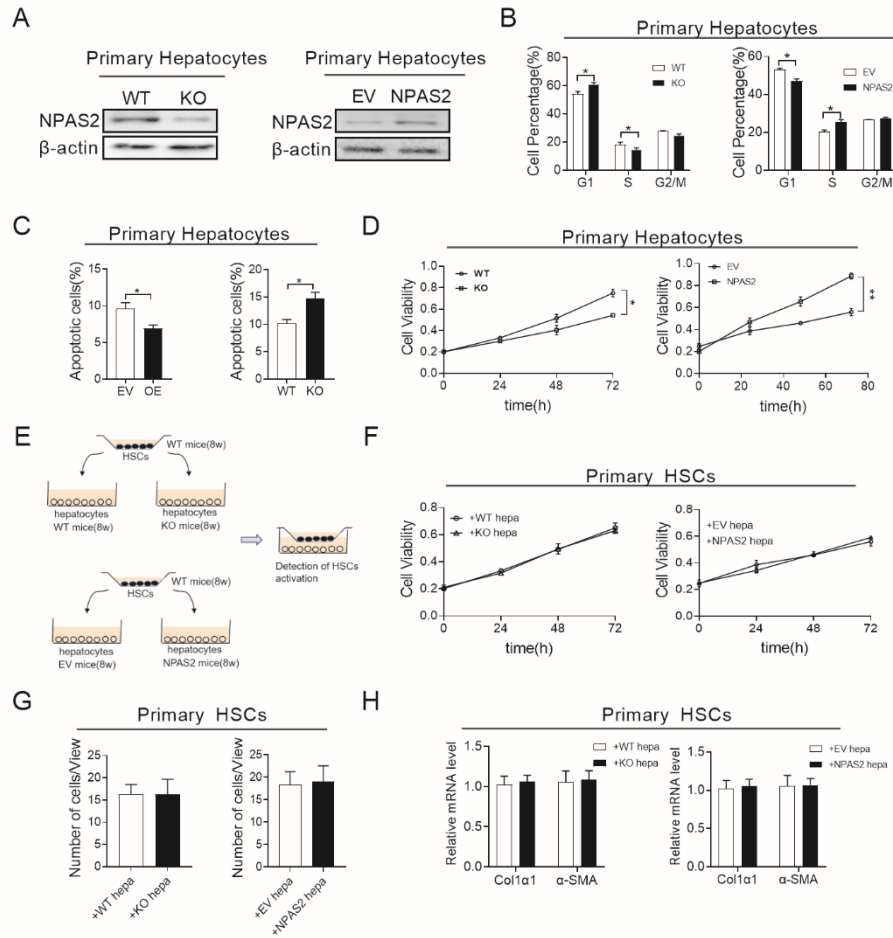 A
Primary Hepatocytes
WT KO
NPAS2
β-actin
Primary Hepatocytes
EV NPAS2
NPAS2
β-actin
B
Primary Hepatocytes
Cell Percentage(%)
80
60
40
20
0
*
*
WT
KO
G1 S G2/M
Cell Percentage(%)
60
40
20
0
*
*
EV
NPAS2
G1 S G2/M
C
Primary Hepatocytes
Apoptotic cells(%)
15
10
5
0
*
EV OE
Apoptotic cells(%)
20
15
10
5
0
*
WT KO
D
Primary Hepatocytes
Cell Viability
1.0
0.8
0.6
0.4
0.2
0.0
WT
KO
*
0 24 48 72
time(h)
Cell Viability
1.0
0.8
0.6
0.4
0.2
0.0
EV
NPAS2
**
0 10 20 30 40 50 60 70 80
time(h)
E
WT mice(8w)
HSCs
hepatocytes
WT mice(8w)
hepatocytes
KO mice(8w)
Detection of HSCs
activation
WT mice(8w)
HSCs
hepatocytes
EV mice(8w)
hepatocytes
NPAS2 mice(8w)
F
Primary HSCs
Cell Viability
0.8
0.6
0.4
0.2
0.0
+WT hepa
+KO hepa
0 24 48 72
time(h)
Cell Viability
0.8
0.6
0.4
0.2
0.0
+EV hepa
+NPAS2 hepa
0 24 48 72
time(h)
G
Primary HSCs
Number of cells/View
25
20
15
10
5
0
+WT hepa
+KO hepa
Number of cells/View
25
20
15
10
5
0
+EV hepa
+NPAS2 hepa
H
Primary HSCs
Relative mRNA level
1.5
1.0
0.5
0.0
+WT hepa
+KO hepa
Col1α1 α-SMA
Relative mRNA level
1.5
1.0
0.5
0.0
+EV hepa
+NPAS2 hepa
Col1α1 α-SMA